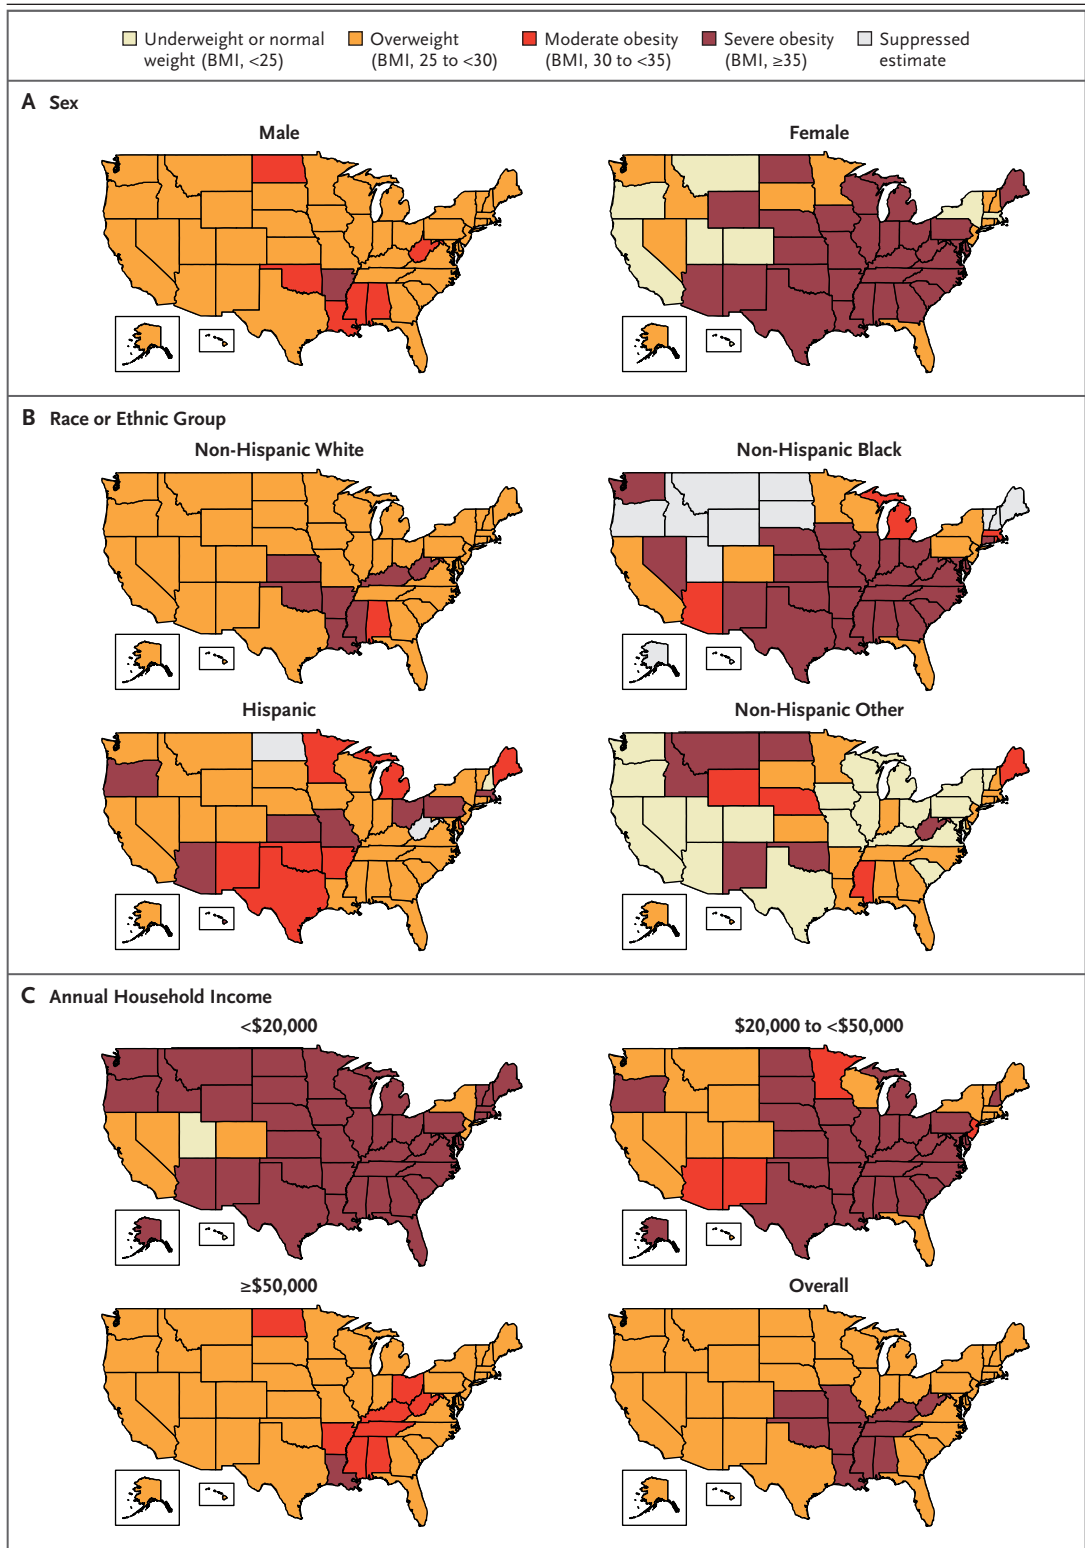 Underweight or normal weight (BMI, <25)
Overweight (BMI, 25 to <30)
Moderate obesity (BMI, 30 to <35)
Severe obesity (BMI, ≥35)
Suppressed estimate
A Sex
Male
Female
B Race or Ethnic Group
Non-Hispanic White
Non-Hispanic Black
Hispanic
Non-Hispanic Other
C Annual Household Income
<$20,000
$20,000 to <$50,000
≥$50,000
Overall